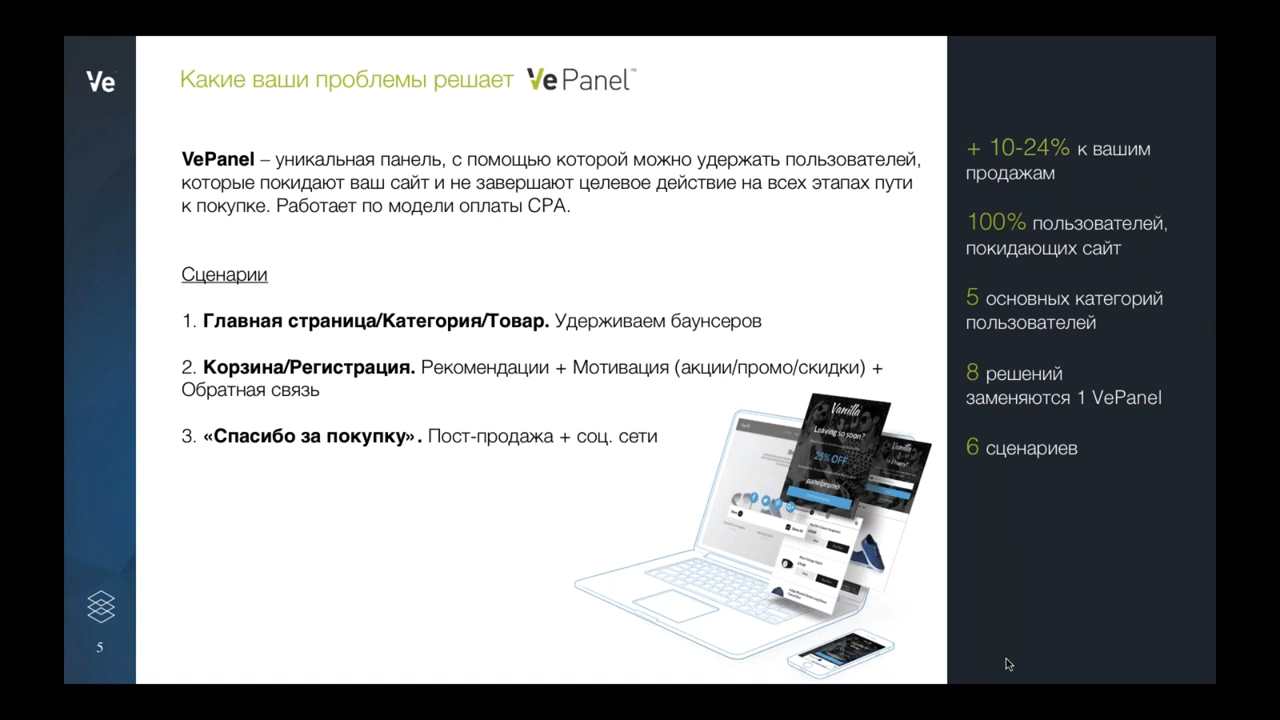 Ve
Какие ваши проблемы решает VePanel™
VePanel – уникальная панель, с помощью которой можно удержать пользователей,
которые покидают ваш сайт и не завершают целевое действие на всех этапах пути
к покупке. Работает по модели оплаты CPA.
Сценарии
1. Главная страница/Категория/Товар. Удерживаем баунсеров
2. Корзина/Регистрация. Рекомендации + Мотивация (акции/промо/скидки) +
Обратная связь
3. «Спасибо за покупку». Пост-продажа + соц. сети
Vanilla
Leaving so soon?
25% OFF
panelpromo
Vanilla
+ 10-24% к вашим
продажам
100% пользователей,
покидающих сайт
5 основных категорий
пользователей
8 решений
заменяются 1 VePanel
6 сценариев
5